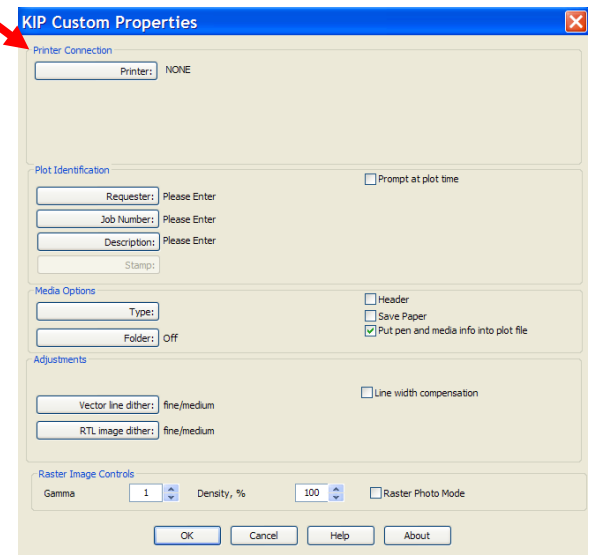 KIP Custom Properties
Printer Connection
Printer: NONE
Plot Identification
Prompt at plot time
Requester: Please Enter
Job Number: Please Enter
Description: Please Enter
Stamp:
Media Options
Header
Type:
Save Paper
Folder: Off
Put pen and media info into plot file
Adjustments
Line width compensation
Vector line dither: fine/medium
RTL image dither: fine/medium
Raster Image Controls
Gamma 1 Density, % 100 Raster Photo Mode
OK Cancel Help About